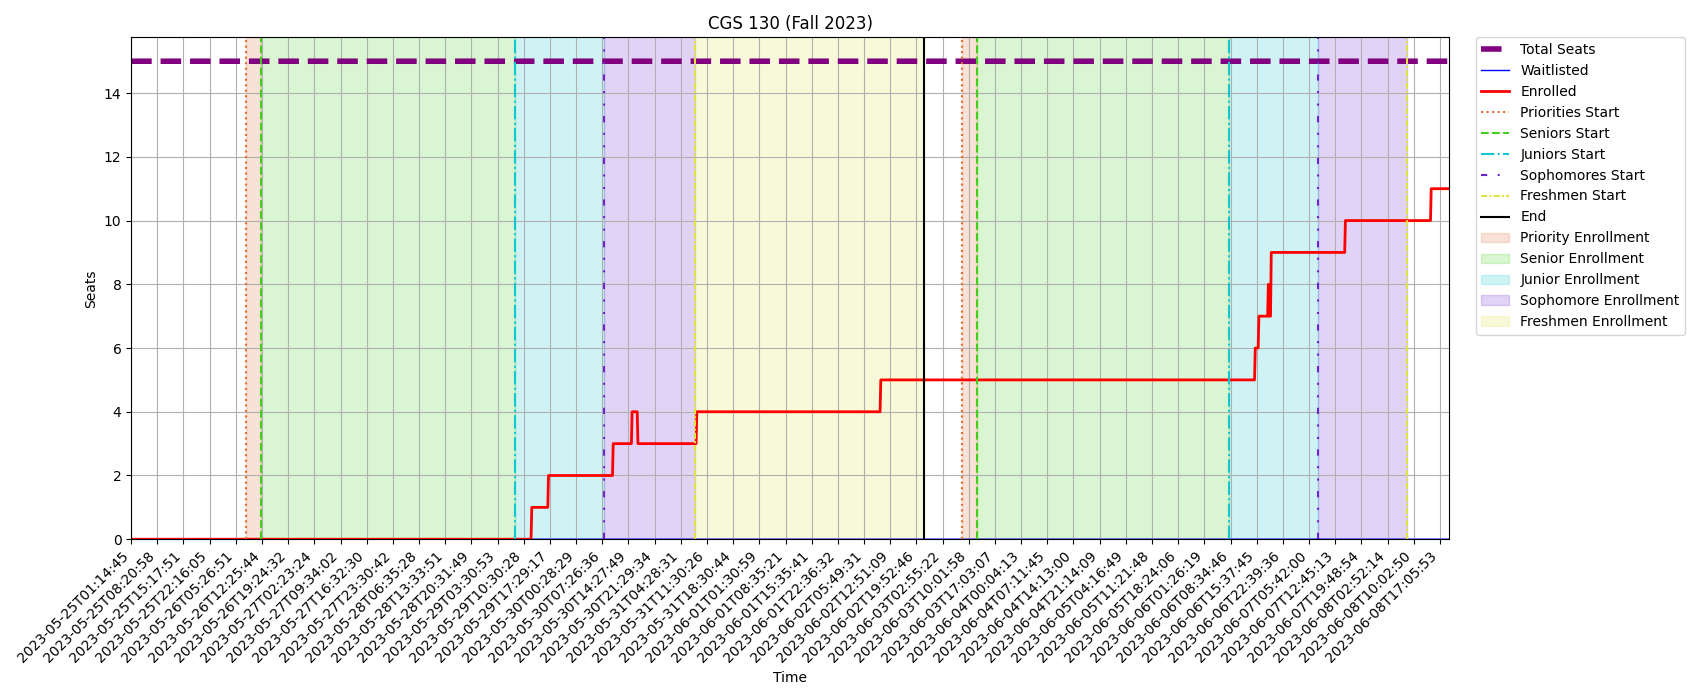 CGS 130 (Fall 2023)
Seats
14
12
10
8
6
4
2
0
2023-05-25T01:14:45
2023-05-25T08:20:58
2023-05-25T15:17:51
2023-05-25T22:16:05
2023-05-26T05:26:51
2023-05-26T12:25:44
2023-05-26T19:24:32
2023-05-27T02:23:24
2023-05-27T09:34:02
2023-05-27T16:32:30
2023-05-27T23:30:42
2023-05-28T06:35:28
2023-05-28T13:33:51
2023-05-28T20:31:49
2023-05-29T03:30:53
2023-05-29T10:30:28
2023-05-29T17:29:17
2023-05-30T00:28:29
2023-05-30T07:26:36
2023-05-30T14:27:49
2023-05-30T21:29:34
2023-05-31T04:28:31
2023-05-31T11:30:26
2023-05-31T18:30:44
2023-06-01T01:30:59
2023-06-01T08:35:21
2023-06-01T15:35:41
2023-06-01T22:36:32
2023-06-02T05:49:31
2023-06-02T12:51:09
2023-06-02T19:52:46
2023-06-03T02:55:22
2023-06-03T10:01:58
2023-06-03T17:03:07
2023-06-04T00:04:13
2023-06-04T07:11:45
2023-06-04T14:13:00
2023-06-04T21:14:09
2023-06-05T04:16:49
2023-06-05T11:21:48
2023-06-05T18:24:06
2023-06-06T01:26:19
2023-06-06T08:34:46
2023-06-06T15:37:45
2023-06-06T22:39:36
2023-06-07T05:42:00
2023-06-07T12:45:13
2023-06-07T19:48:54
2023-06-08T02:52:14
2023-06-08T10:02:50
2023-06-08T17:05:53
Time
Total Seats
Waitlisted
Enrolled
Priorities Start
Seniors Start
Juniors Start
Sophomores Start
Freshmen Start
End
Priority Enrollment
Senior Enrollment
Junior Enrollment
Sophomore Enrollment
Freshmen Enrollment